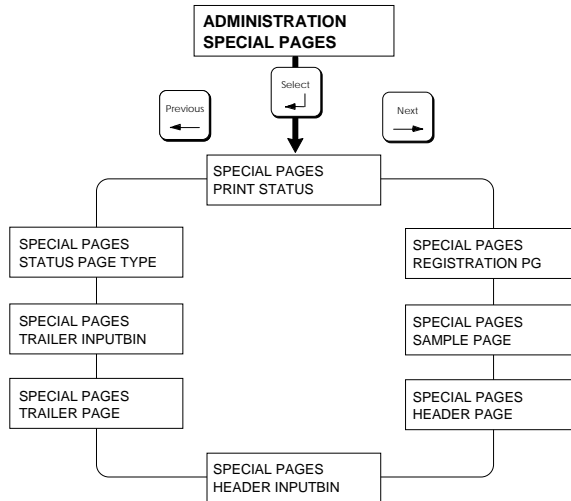 ADMINISTRATION
SPECIAL PAGES
Select
Previous
Next
SPECIAL PAGES
PRINT STATUS
SPECIAL PAGES
STATUS PAGE TYPE
SPECIAL PAGES
REGISTRATION PG
SPECIAL PAGES
TRAILER INPUTBIN
SPECIAL PAGES
SAMPLE PAGE
SPECIAL PAGES
TRAILER PAGE
SPECIAL PAGES
HEADER PAGE
SPECIAL PAGES
HEADER INPUTBIN